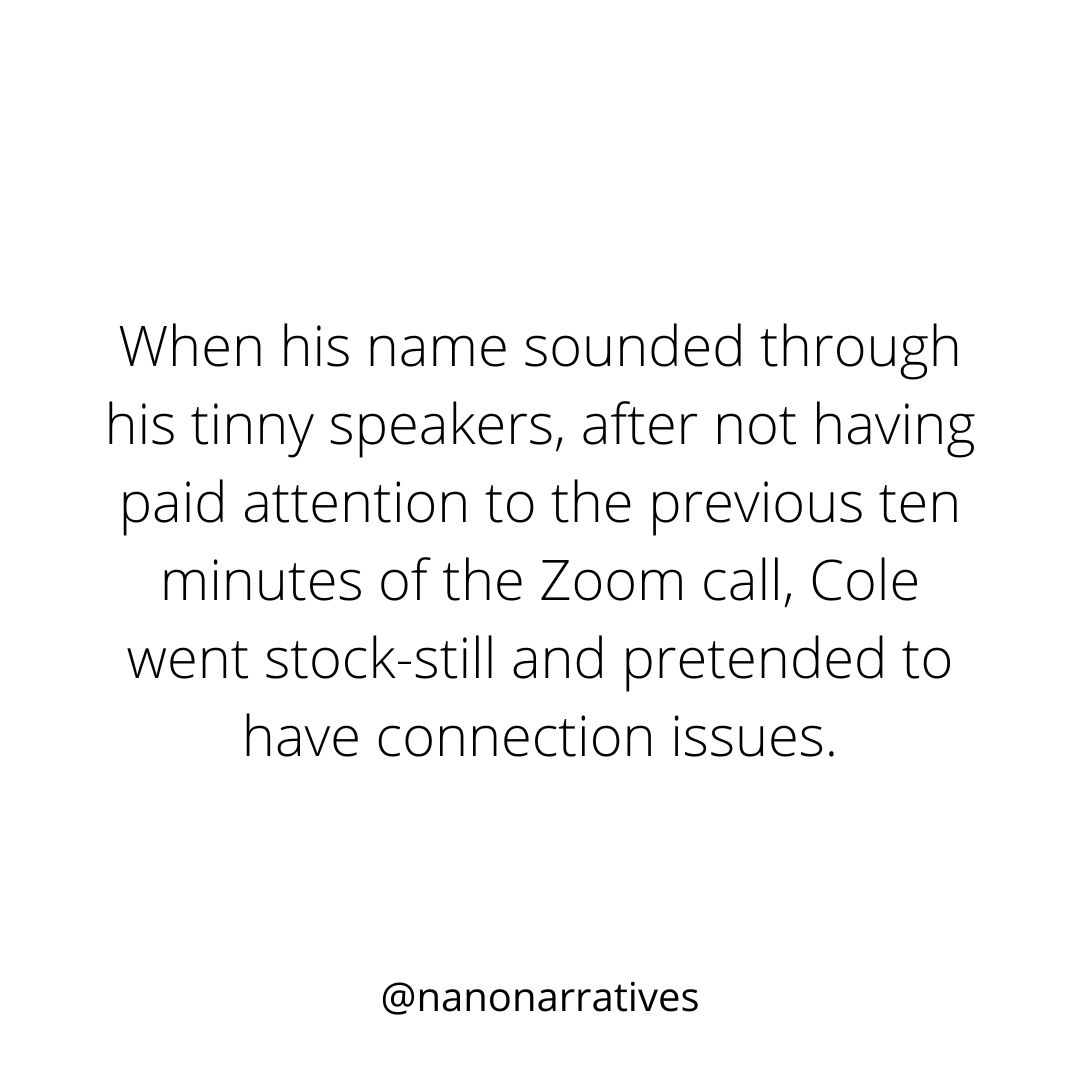 When his name sounded through
his tinny speakers, after not having
paid attention to the previous ten
minutes of the Zoom call, Cole
went stock-still and pretended to
have connection issues.
@nanonarratives